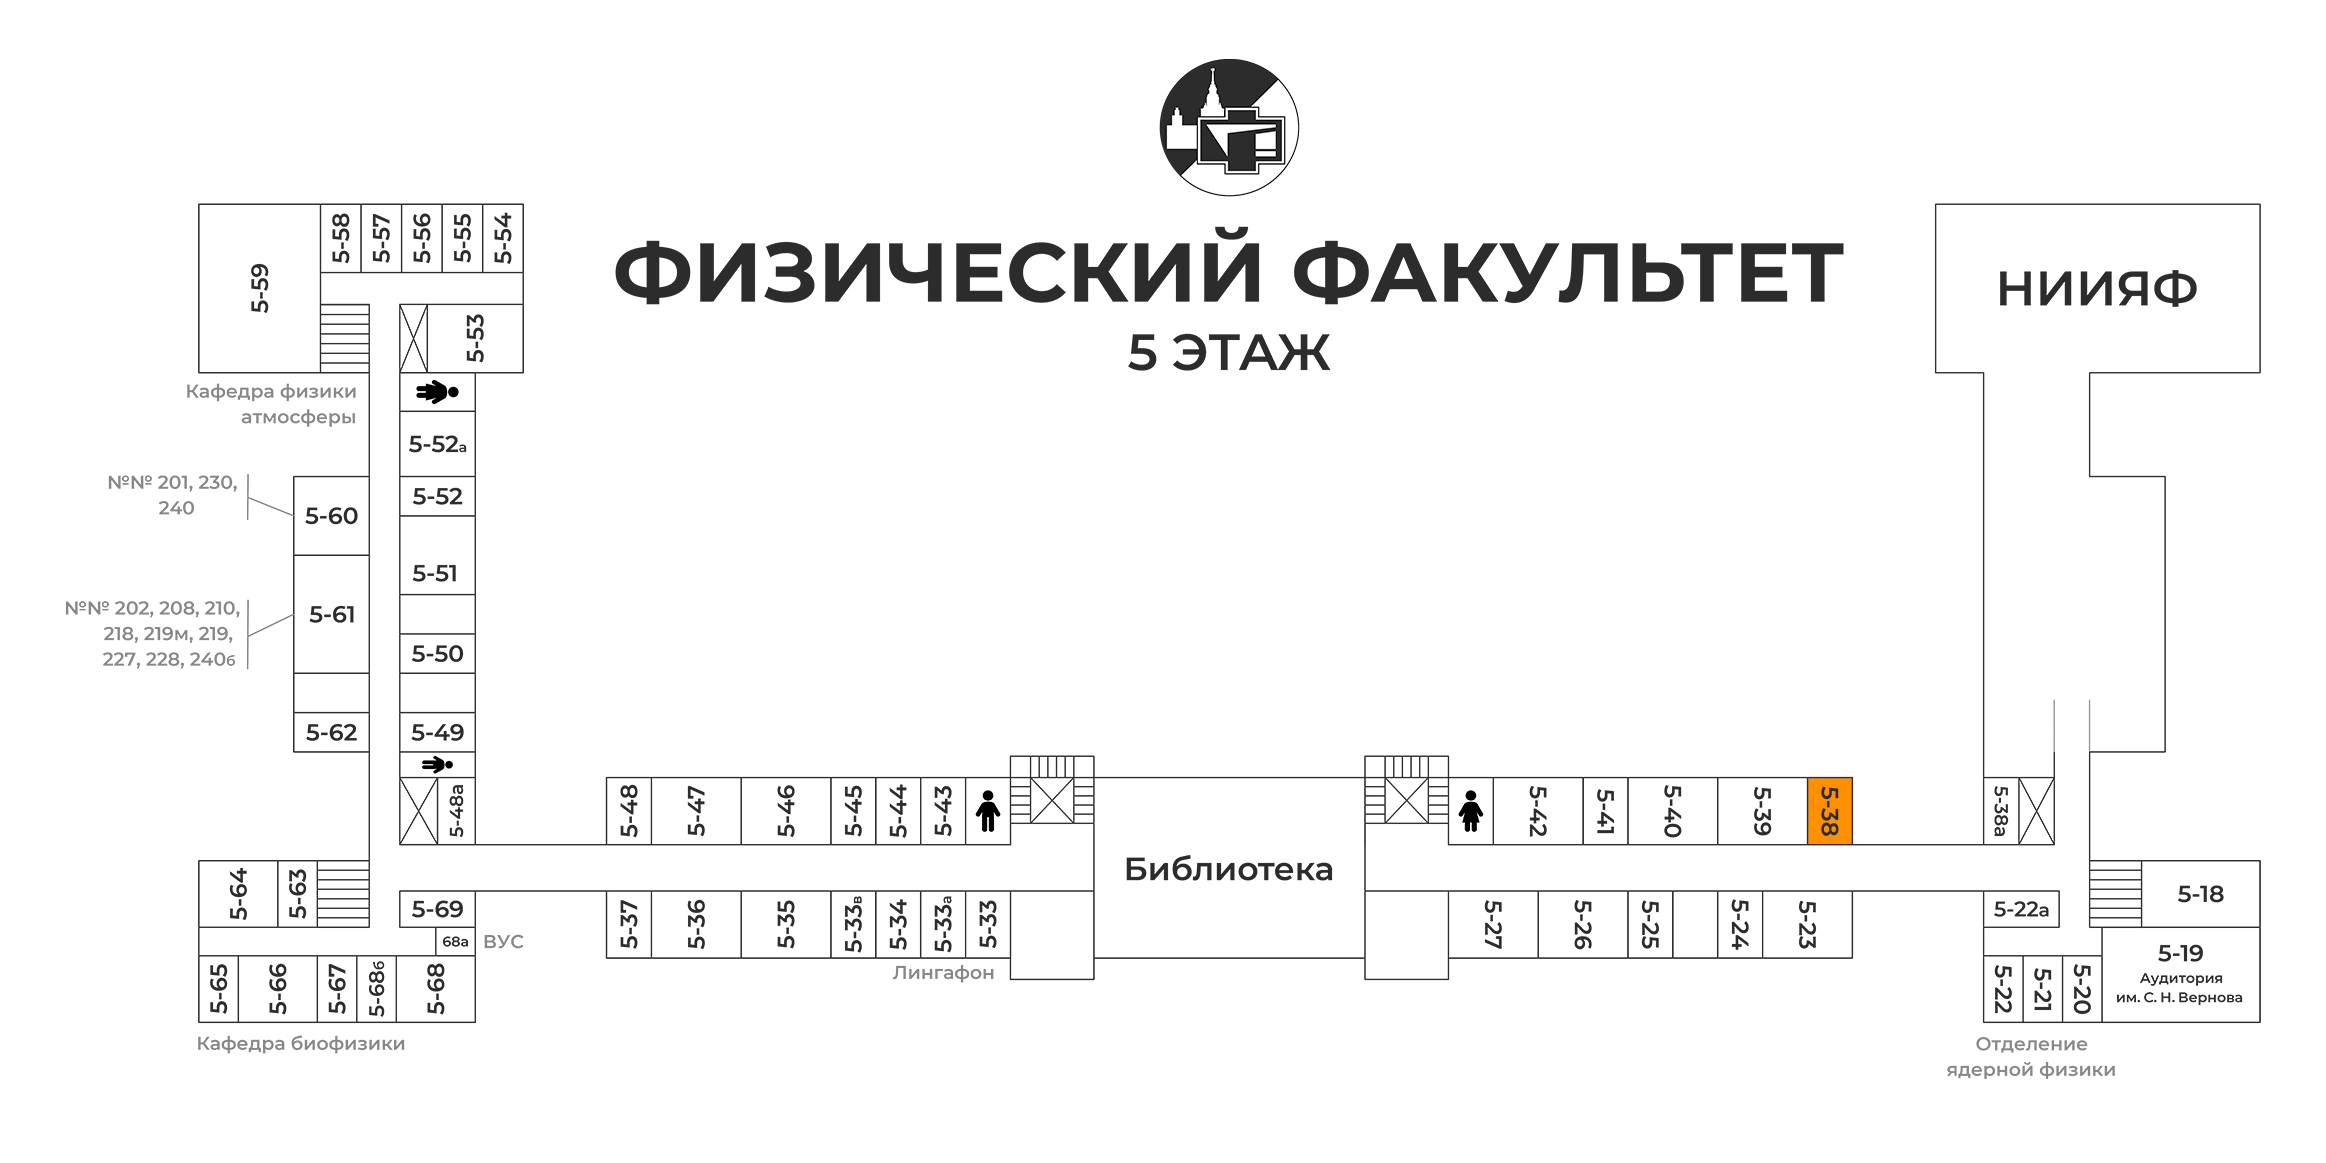 ФИЗИЧЕСКИЙ ФАКУЛЬТЕТ
5 ЭТАЖ
5-59
5-58
5-57
5-56
5-55
5-54
5-53
Кафедра физики
атмосферы
5-52а
5-52
5-51
5-50
5-49
5-48а
№№ 201, 230,
240
5-60
№№ 202, 208, 210,
218, 219м, 219,
227, 228, 240б
5-61
5-62
5-64
5-63
5-69
68а
ВУС
5-65
5-66
5-67
5-68б
5-68
Кафедра биофизики
5-48
5-47
5-46
5-45
5-44
5-43
5-37
5-36
5-35
5-33в
5-34
5-33а
5-33
Лингафон
Библиотека
5-42
5-41
5-40
5-39
5-38
5-27
5-26
5-25
5-24
5-23
НИИЯФ
5-38а
5-22а
5-18
5-19
Аудитория
им. С. Н. Вернова
5-22
5-21
5-20
Отделение
ядерной физики